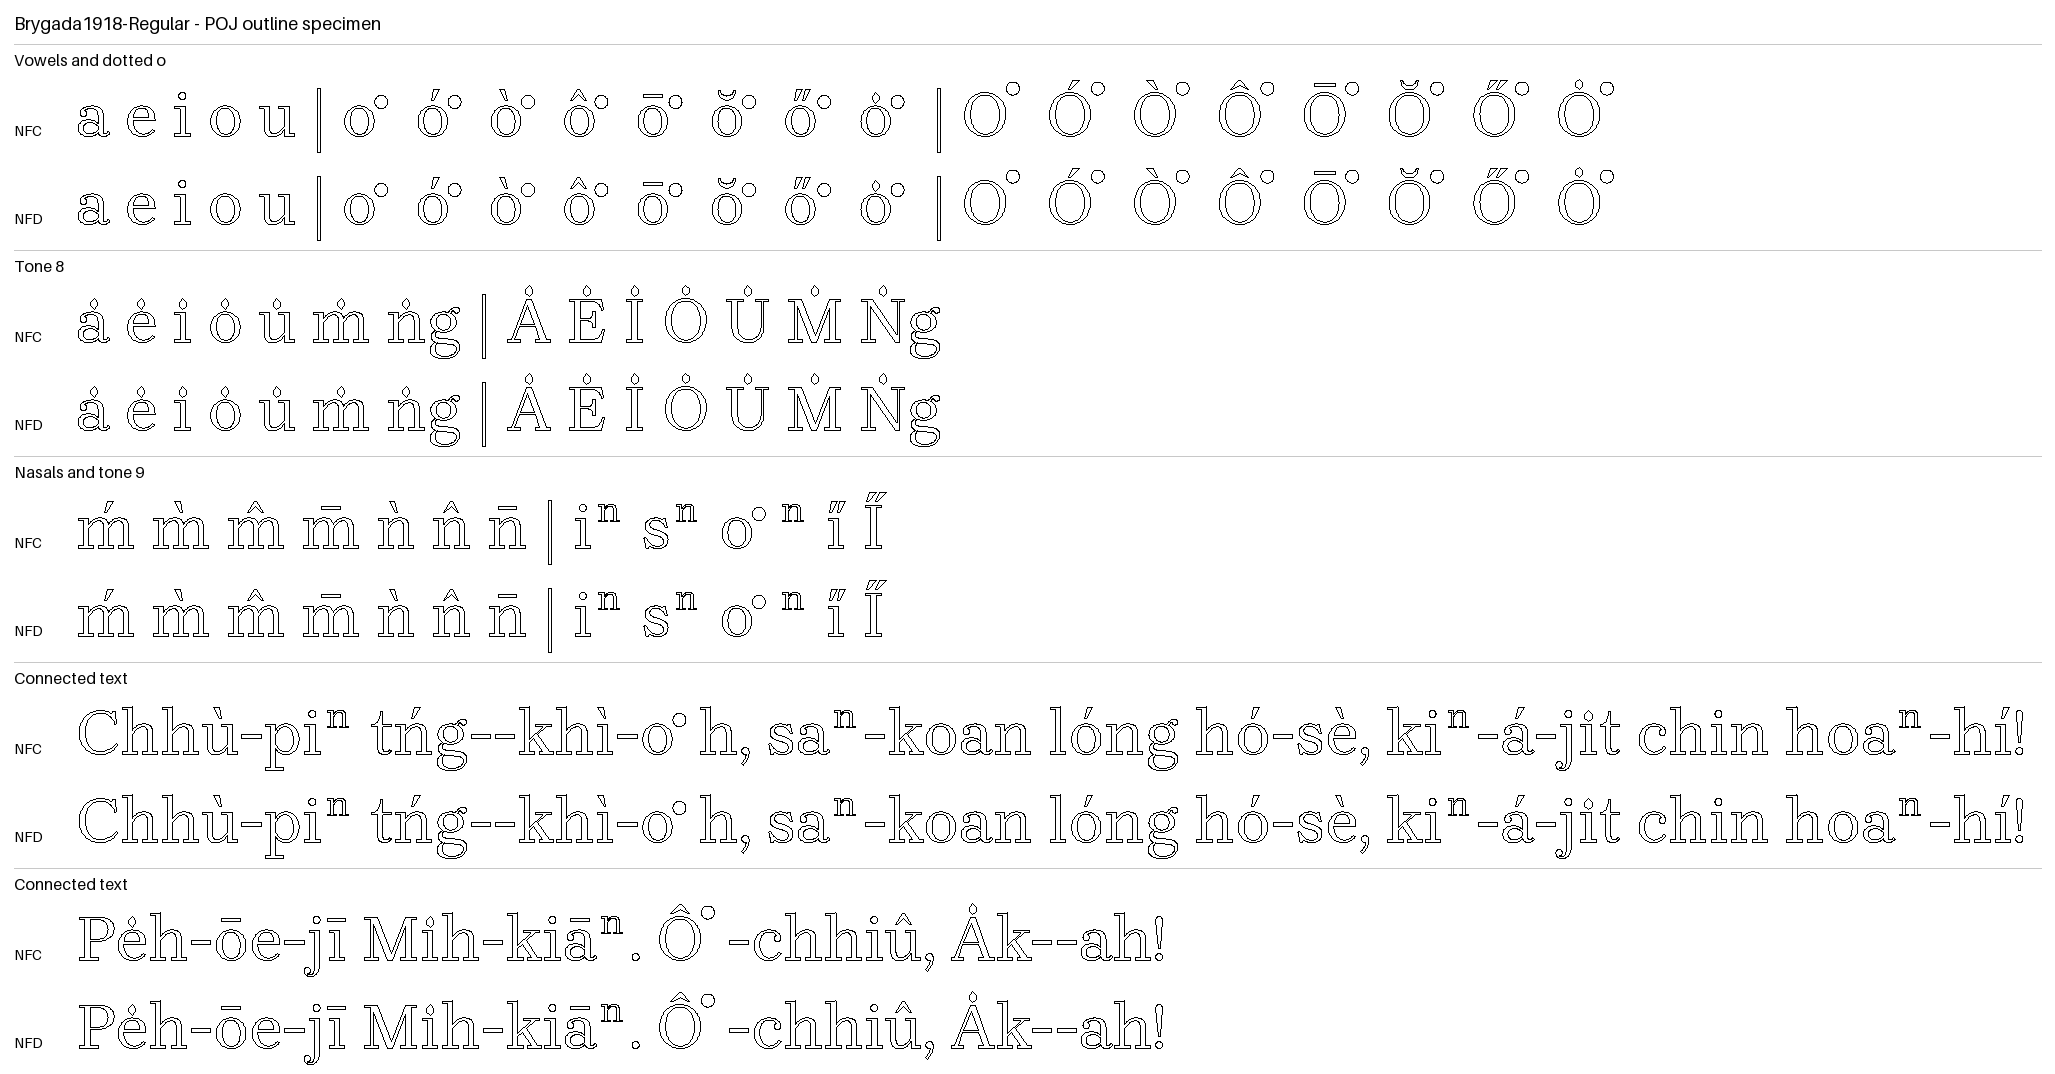 Brygada1918-Regular - POJ outline specimen
Vowels and dotted o
NFC a e i o u | o͘ ó͘ ò͘ ô͘ ō͘ ŏ͘ ő͘ o̍͘ | O͘ Ó͘ Ò͘ Ô͘ Ō͘ Ŏ͘ Ő͘ O̍͘
NFD a e i o u | o͘ ó͘ ò͘ ô͘ ō͘ ŏ͘ ő͘ o̍͘ | O͘ Ó͘ Ò͘ Ô͘ Ō͘ Ŏ͘ Ő͘ O̍͘
Tone 8
NFC a̍ e̍ i̍ o̍ u̍ m̍ n̍g | A̍ E̍ I̍ O̍ U̍ M̍ N̍g
NFD a̍ e̍ i̍ o̍ u̍ m̍ n̍g | A̍ E̍ I̍ O̍ U̍ M̍ N̍g
Nasals and tone 9
NFC ḿ m̀ m̂ m̄ ǹ n̂ n̄ | iⁿ sⁿ o͘ⁿ i̋ I̋
NFD ḿ m̀ m̂ m̄ ǹ n̂ n̄ | iⁿ sⁿ o͘ⁿ i̋ I̋
Connected text
NFC Chhù-piⁿ tńg--khì-o͘h, saⁿ-koan lóng hó-sè, kiⁿ-á-ji̍t chin hoaⁿ-hí!
NFD Chhù-piⁿ tńg--khì-o͘h, saⁿ-koan lóng hó-sè, kiⁿ-á-ji̍t chin hoaⁿ-hí!
Connected text
NFC Pe̍h-ōe-jī Mi̍h-kiāⁿ. Ô͘-chhiû, A̍k--ah!
NFD Pe̍h-ōe-jī Mi̍h-kiāⁿ. Ô͘-chhiû, A̍k--ah!